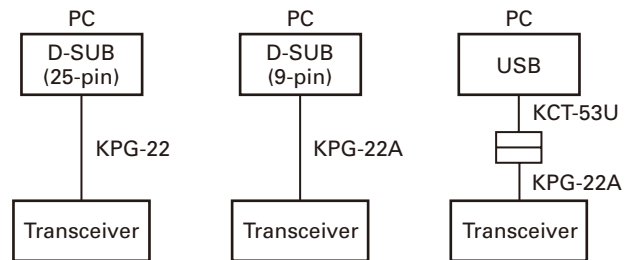 PC
D-SUB
(25-pin)
KPG-22
Transceiver
PC
D-SUB
(9-pin)
KPG-22A
Transceiver
PC
USB
KCT-53U
KPG-22A
Transceiver